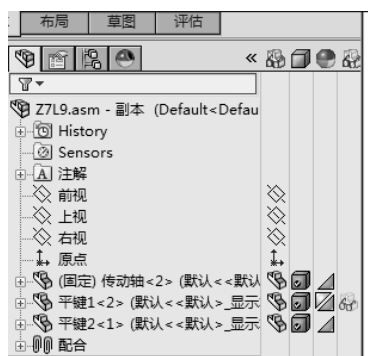 布局 草图 评估
Z7L9.asm - 副本 (Default<Defau
History
Sensors
A 注解
前视
上视
右视
原点
(固定) 传动轴<2> (默认<<默认
平键1<2> (默认<<默认>_显示
平键2<1> (默认<<默认>_显示
配合